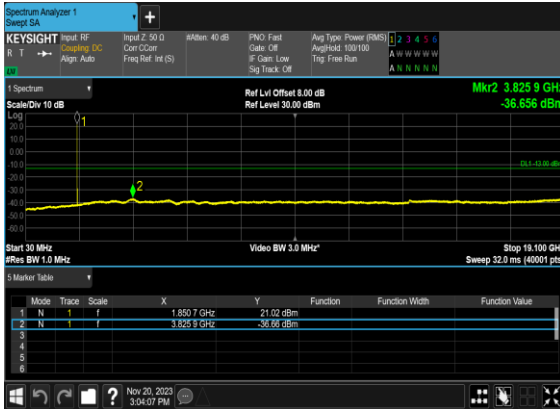 Spectrum Analyzer 1
Swept SA
+
KEYSIGHT Input: RF Input Z: 50 Ω #Atten: 40 dB PNO: Fast Avg Type: Power (RMS) 1 2 3 4 5 6
R T Coupling: DC Corr CCorr Gate: Off Avg|Hold: 100/100 A W W W W W
Align: Auto Freq Ref: Int (S) IF Gain: Low Trig: Free Run
Sig Track: Off A N N N N N
1 Spectrum
Ref Lvl Offset 8.00 dB Mkr2 3.825 9 GHz
Scale/Div 10 dB Ref Level 30.00 dBm -36.656 dBm
Log
20.0
10.0
0.00
-10.0
DL1 -13.00 dBm
-20.0
-30.0
-40.0
-50.0
-60.0
1
2
Start 30 MHz Video BW 3.0 MHz* Stop 19.100 GHz
#Res BW 1.0 MHz Sweep 32.0 ms (40001 pts)
5 Marker Table
Mode Trace Scale X Y Function Function Width Function Value
1 N 1 f 1.850 7 GHz 21.02 dBm
2 N 1 f 3.825 9 GHz -36.66 dBm
3
4
5
6
? Nov 20, 2023
3:04:07 PM